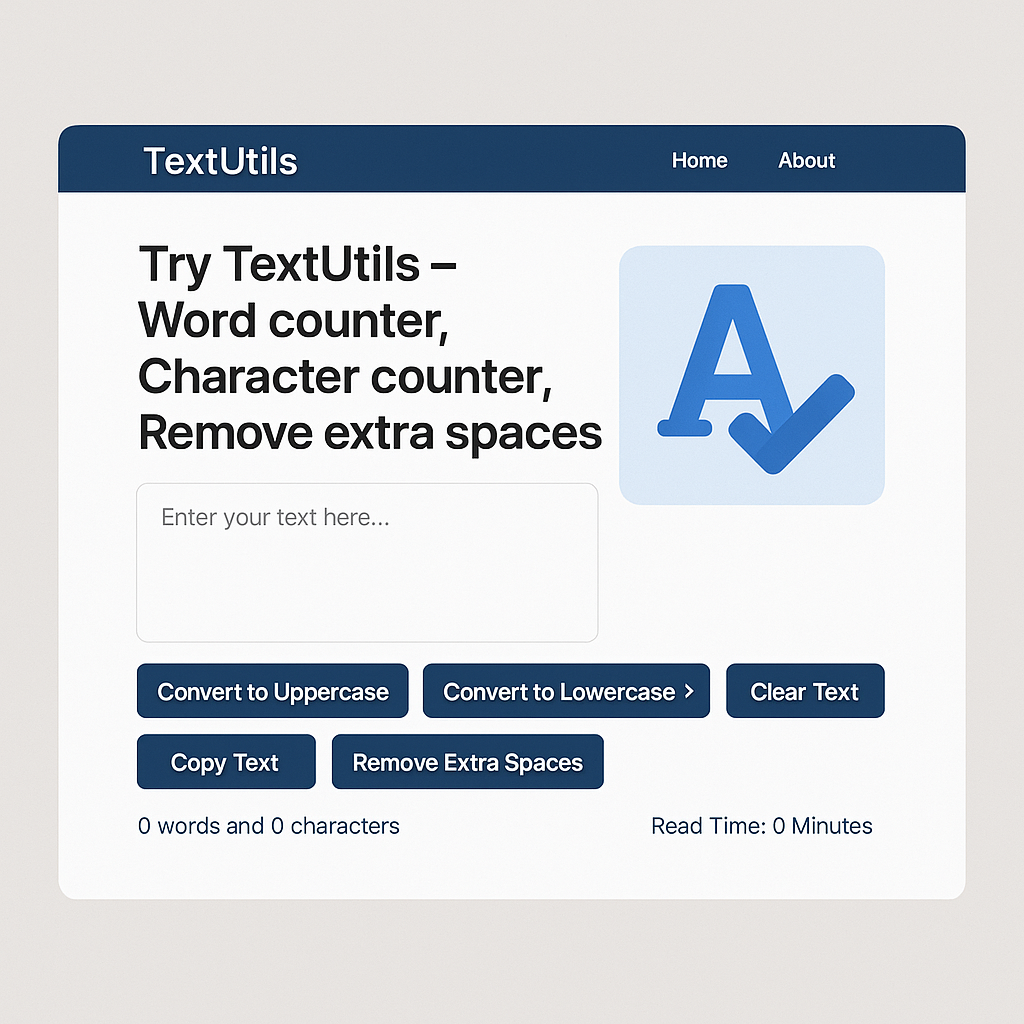 TextUtils
Home About
Try TextUtils –
Word counter,
Character counter,
Remove extra spaces
Enter your text here...
Convert to Uppercase
Convert to Lowercase ›
Clear Text
Copy Text
Remove Extra Spaces
0 words and 0 characters
Read Time: 0 Minutes